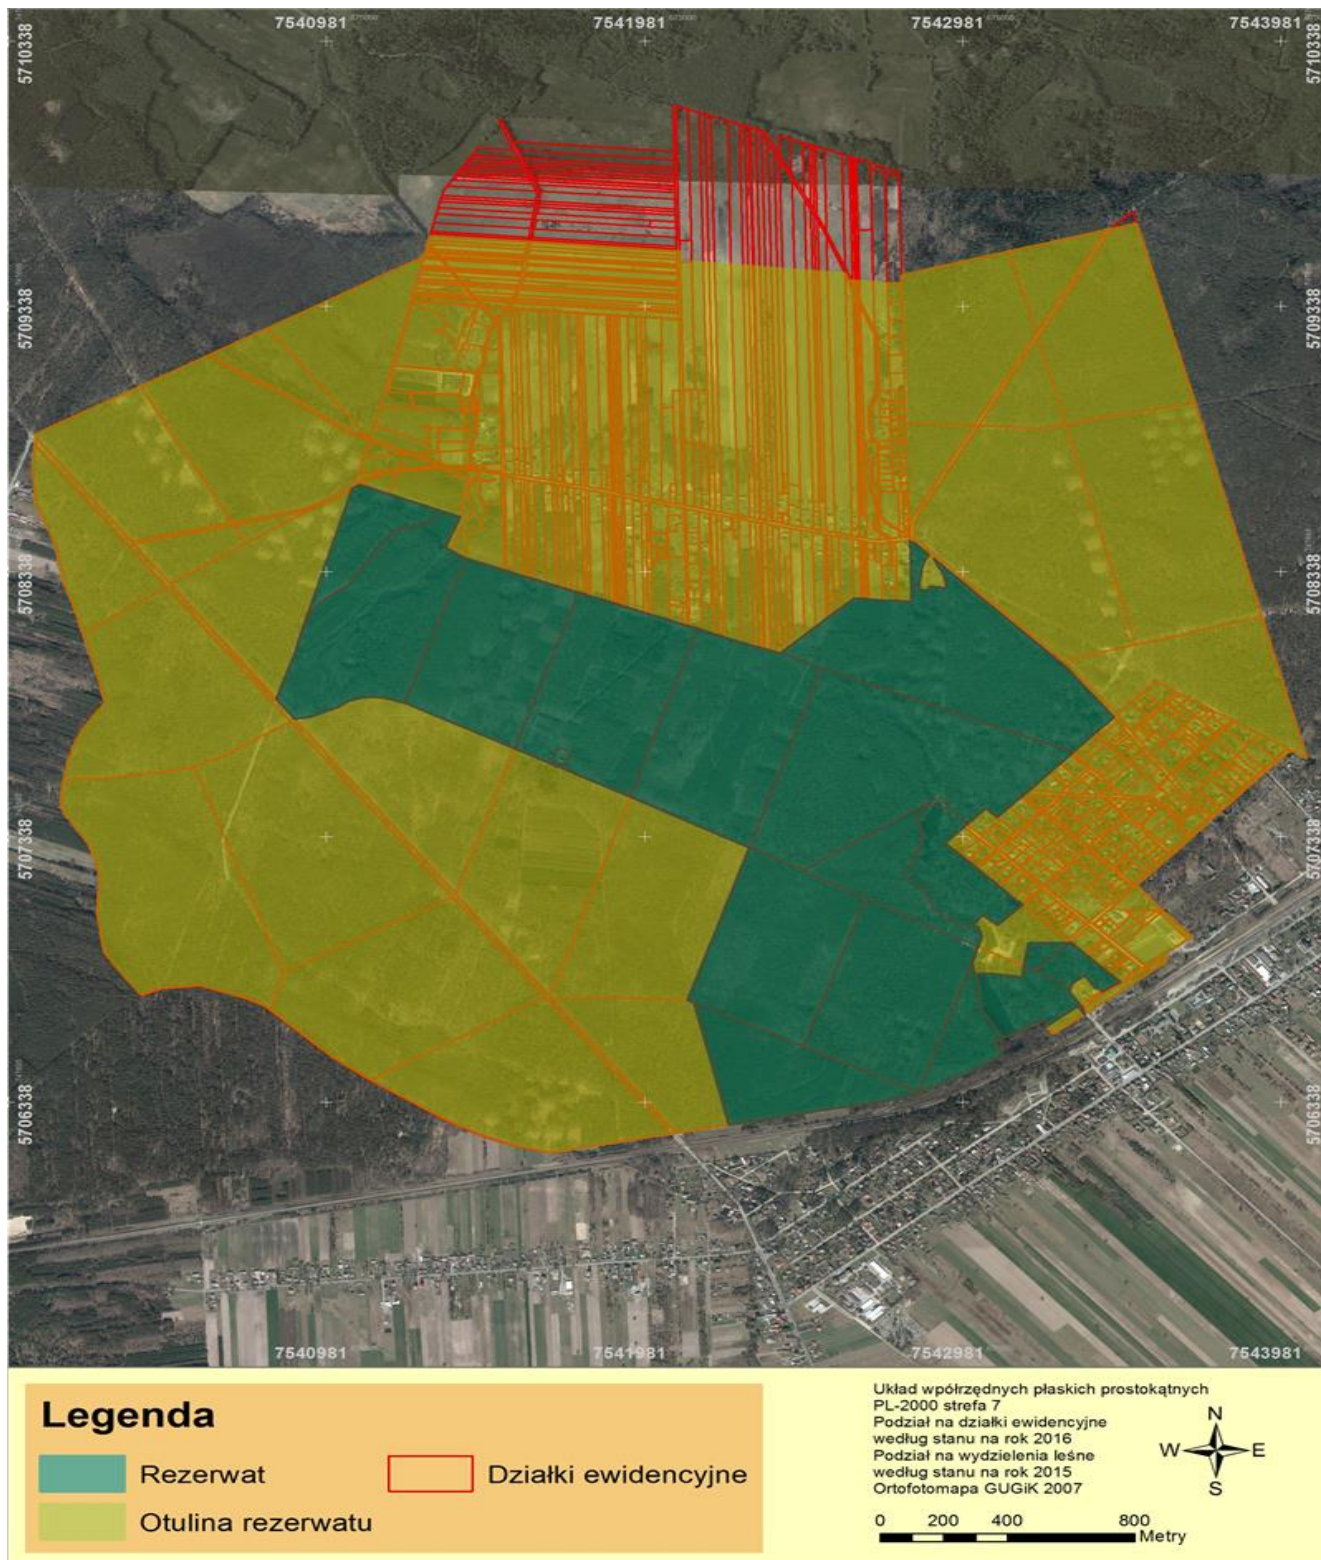 7540981 7541981 7542981 7543981
5710338 5710338
5709338 5709338
5708338 5708338
5707338 5707338
5706338 5706338
7540981 7541981 7542981 7543981
Legenda
Rezerwat
Działki ewidencyjne
Otulina rezerwatu
Układ wpółrzędnych płaskich prostokątnych
PL-2000 strefa 7
Podział na działki ewidencyjne
według stanu na rok 2016
Podział na wydzielenia leśne
według stanu na rok 2015
Ortofotomapa GUGiK 2007
N
W E
S
0 200 400 800
Metry